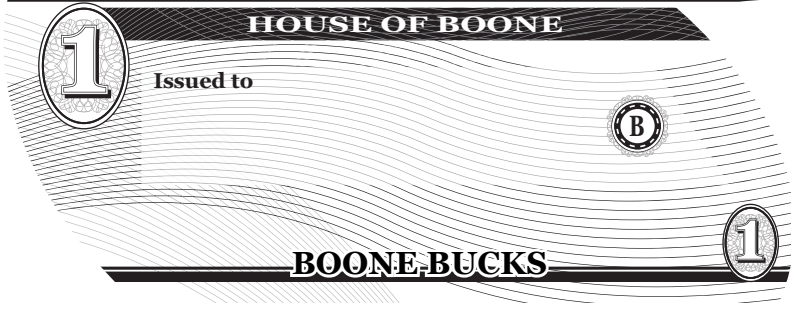 HOUSE OF BOONE
1
Issued to
B
1
BOONE BUCKS